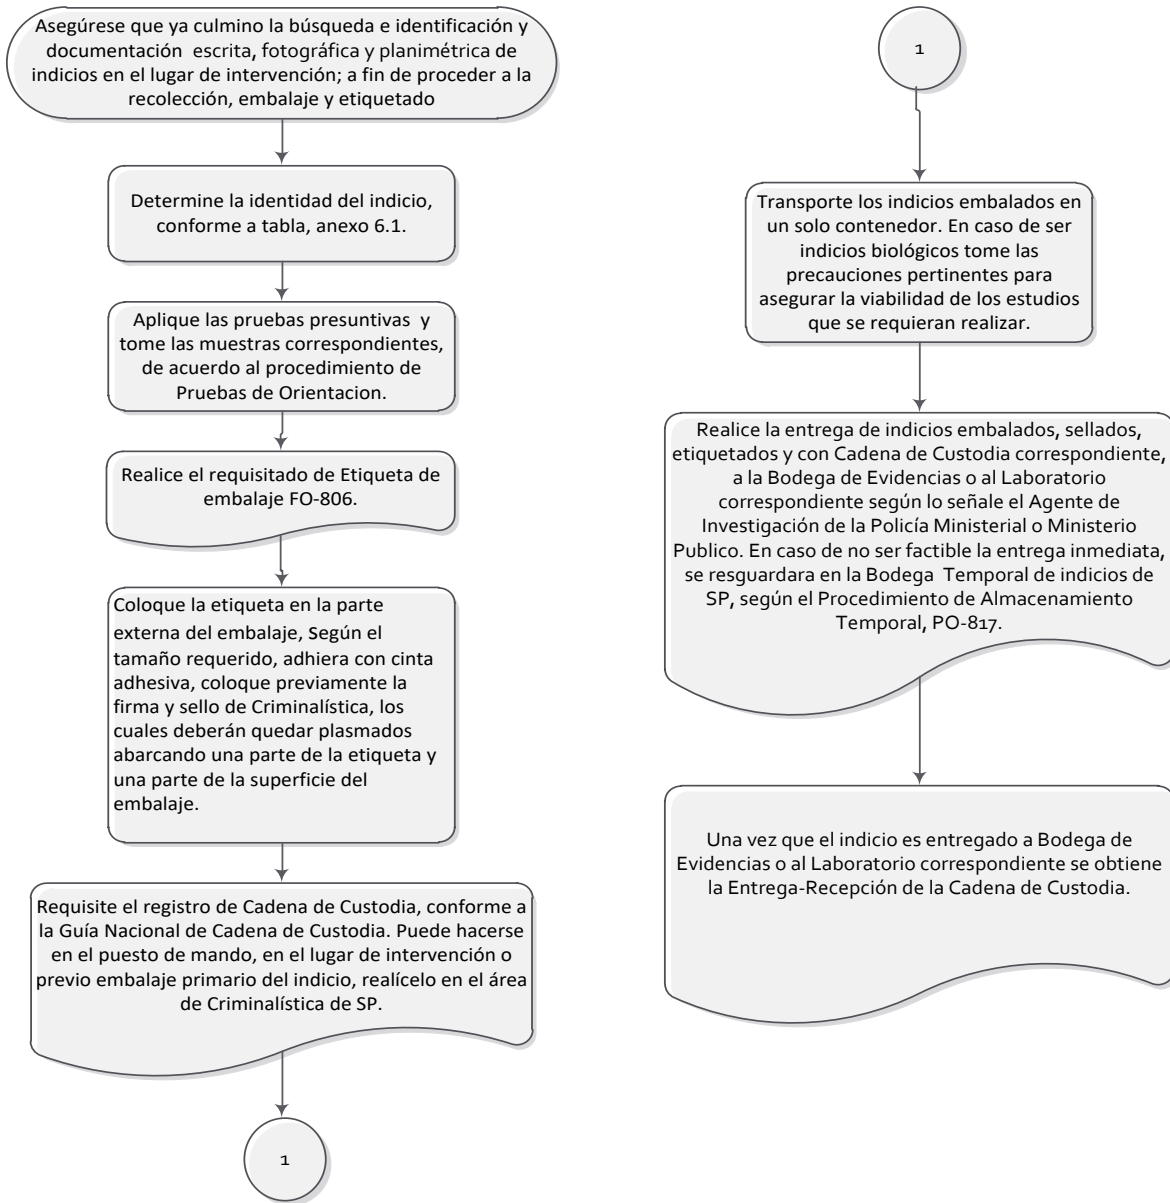 Asegúrese que ya culmino la búsqueda e identificación y
documentación escrita, fotográfica y planimétrica de
indicios en el lugar de intervención; a fin de proceder a la
recolección, embalaje y etiquetado
Determine la identidad del indicio,
conforme a tabla, anexo 6.1.
Aplique las pruebas presuntivas y
tome las muestras correspondientes,
de acuerdo al procedimiento de
Pruebas de Orientacion.
Realice el requisitado de Etiqueta de
embalaje FO-806.
Coloque la etiqueta en la parte
externa del embalaje, Según el
tamaño requerido, adhiera con cinta
adhesiva, coloque previamente la
firma y sello de Criminalística, los
cuales deberán quedar plasmados
abarcando una parte de la etiqueta y
una parte de la superficie del
embalaje.
Requisite el registro de Cadena de Custodia, conforme a
la Guía Nacional de Cadena de Custodia. Puede hacerse
en el puesto de mando, en el lugar de intervención o
previo embalaje primario del indicio, realícelo en el área
de Criminalística de SP.
1
1
Transporte los indicios embalados en
un solo contenedor. En caso de ser
indicios biológicos tome las
precauciones pertinentes para
asegurar la viabilidad de los estudios
que se requieran realizar.
Realice la entrega de indicios embalados, sellados,
etiquetados y con Cadena de Custodia correspondiente,
a la Bodega de Evidencias o al Laboratorio
correspondiente según lo señale el Agente de
Investigación de la Policía Ministerial o Ministerio
Publico. En caso de no ser factible la entrega inmediata,
se resguardara en la Bodega Temporal de indicios de
SP, según el Procedimiento de Almacenamiento
Temporal, PO-817.
Una vez que el indicio es entregado a Bodega de
Evidencias o al Laboratorio correspondiente se obtiene
la Entrega-Recepción de la Cadena de Custodia.